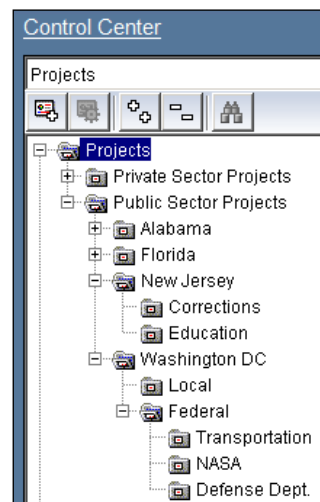 Control Center
Projects
Projects
Private Sector Projects
Public Sector Projects
Alabama
Florida
New Jersey
Corrections
Education
Washington DC
Local
Federal
Transportation
NASA
Defense Dept.